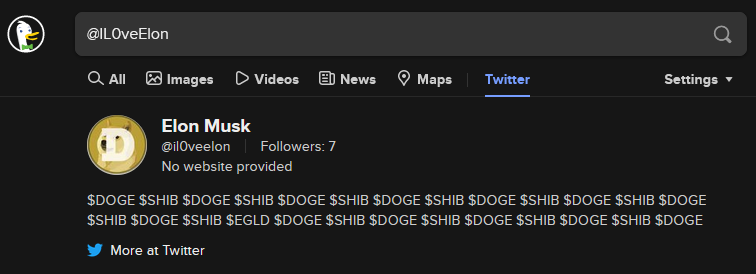 @IL0veElon
All Images Videos News Maps Twitter Settings
D
Elon Musk
@il0veelon Followers: 7
No website provided
$DOGE $SHIB $DOGE $SHIB $DOGE $SHIB $DOGE $SHIB $DOGE $SHIB $DOGE $SHIB $DOGE
$SHIB $DOGE $SHIB $EGLD $DOGE $SHIB $DOGE $SHIB $DOGE $SHIB $DOGE $SHIB $DOGE
More at Twitter